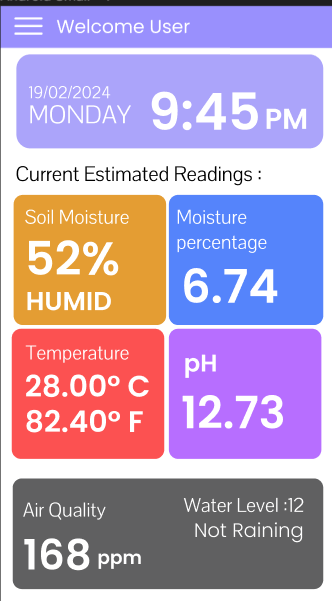 Welcome User
19/02/2024
MONDAY
9:45 PM
Current Estimated Readings :
Soil Moisture
52%
HUMID
Moisture
percentage
6.74
Temperature
28.00° C
82.40° F
pH
12.73
Air Quality
168 ppm
Water Level :12
Not Raining